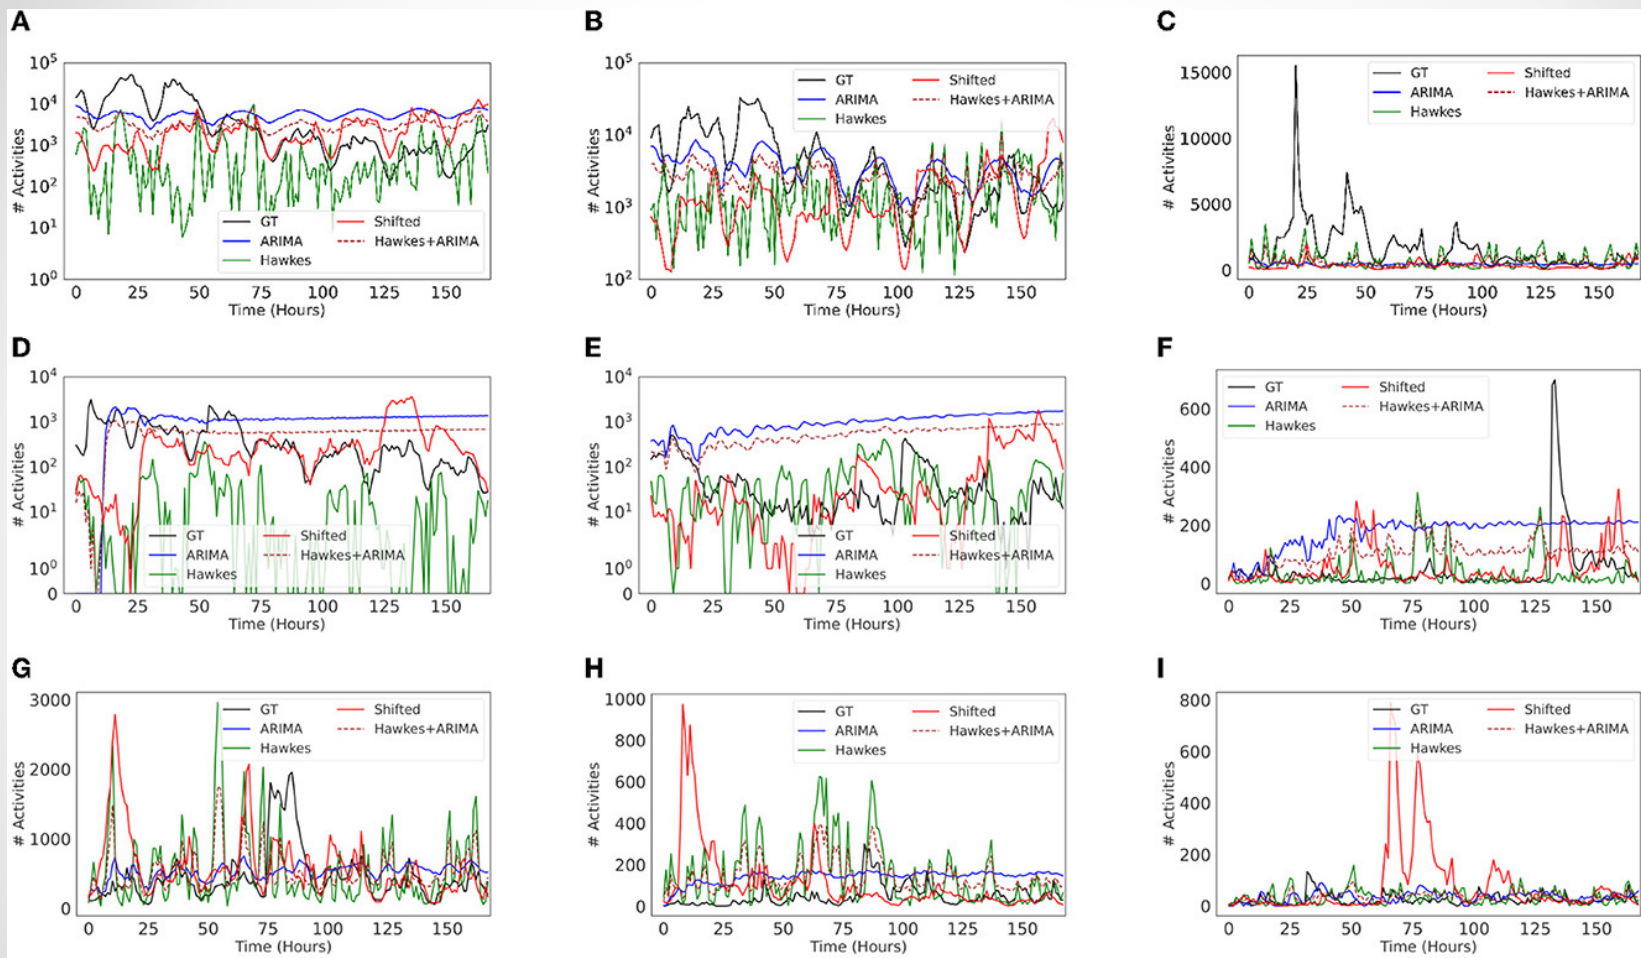 A
10^5
10^4
10^3
10^2
10^1
10^0
# Activities
GT Shifted
ARIMA Hawkes+ARIMA
Hawkes
0 25 50 75 100 125 150
Time (Hours)
B
10^5
10^4
10^3
10^2
# Activities
GT Shifted
ARIMA Hawkes+ARIMA
Hawkes
0 25 50 75 100 125 150
Time (Hours)
C
15000
10000
5000
0
# Activities
GT Shifted
ARIMA Hawkes+ARIMA
Hawkes
0 25 50 75 100 125 150
Time (Hours)
D
10^4
10^3
10^2
10^1
10^0
0
# Activities
GT Shifted
ARIMA Hawkes+ARIMA
Hawkes
0 25 50 75 100 125 150
Time (Hours)
E
10^4
10^3
10^2
10^1
10^0
0
# Activities
GT Shifted
ARIMA Hawkes+ARIMA
Hawkes
0 25 50 75 100 125 150
Time (Hours)
F
600
400
200
0
# Activities
GT Shifted
ARIMA Hawkes+ARIMA
Hawkes
0 25 50 75 100 125 150
Time (Hours)
G
3000
2000
1000
0
# Activities
GT Shifted
ARIMA Hawkes+ARIMA
Hawkes
0 25 50 75 100 125 150
Time (Hours)
H
1000
800
600
400
200
0
# Activities
GT Shifted
ARIMA Hawkes+ARIMA
Hawkes
0 25 50 75 100 125 150
Time (Hours)
I
800
600
400
200
0
# Activities
GT Shifted
ARIMA Hawkes+ARIMA
Hawkes
0 25 50 75 100 125 150
Time (Hours)